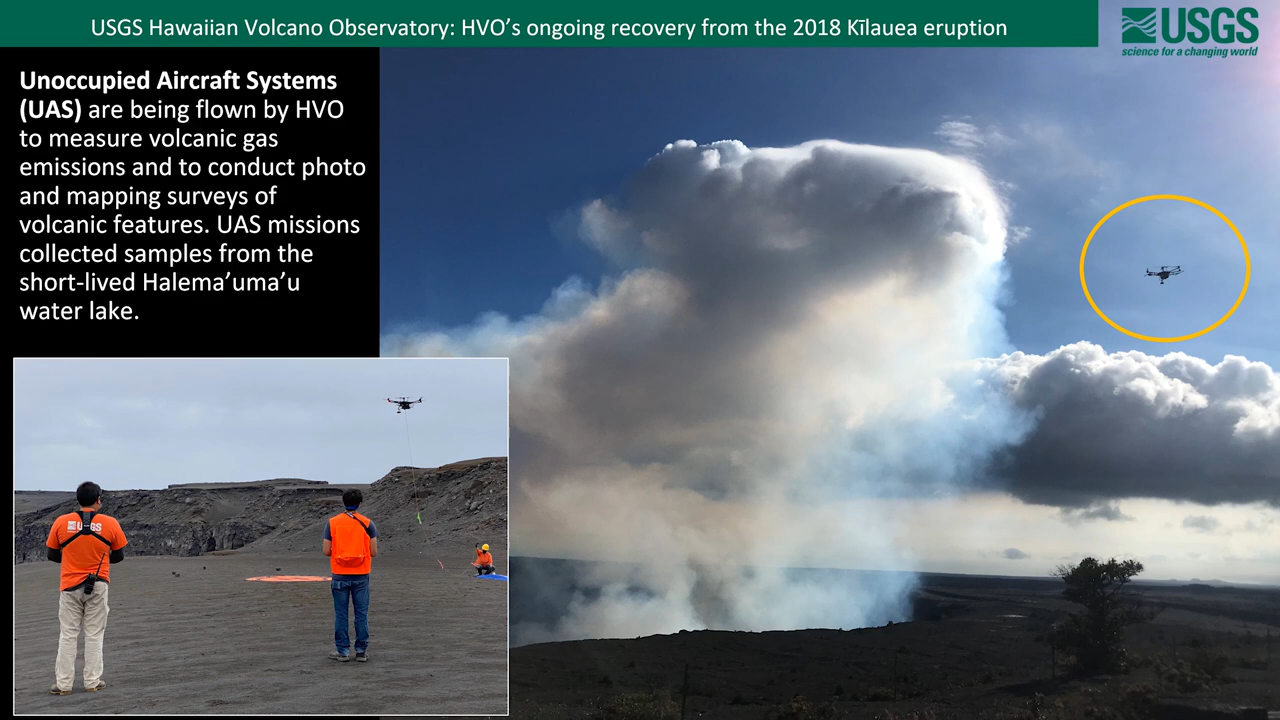 USGS Hawaiian Volcano Observatory: HVO’s ongoing recovery from the 2018 Kīlauea eruption
USGS
science for a changing world
Unoccupied Aircraft Systems
(UAS) are being flown by HVO
to measure volcanic gas
emissions and to conduct photo
and mapping surveys of
volcanic features. UAS missions
collected samples from the
short-lived Halema’uma’u
water lake.
USGS